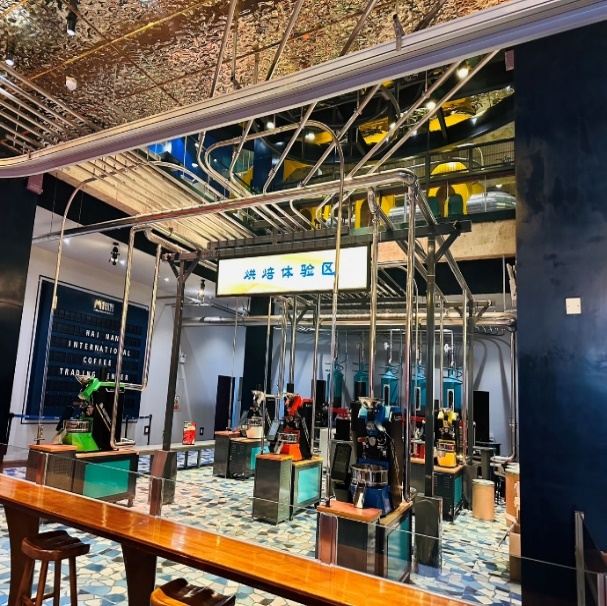 烘焙体验区
HAI NAN
INTERNATIONAL
COFFEE
TRADING